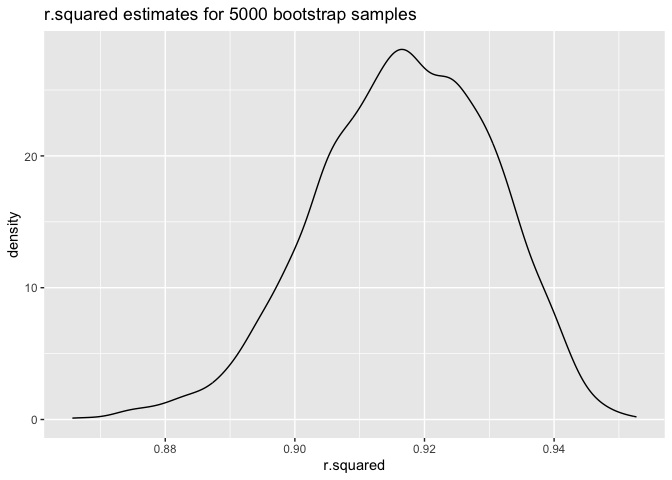 r.squared estimates for 5000 bootstrap samples
density
20
10
0
0.88 0.90 0.92 0.94
r.squared